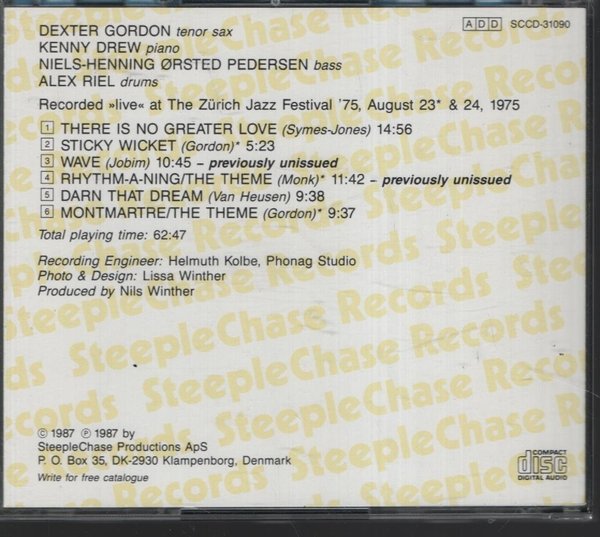 DEXTER GORDON tenor sax
ADD SCCD-31090
KENNY DREW piano
NIELS-HENNING ØRSTED PEDERSEN bass
ALEX RIEL drums
Recorded »live« at The Zürich Jazz Festival '75, August 23* & 24, 1975
1 THERE IS NO GREATER LOVE (Symes-Jones) 14:56
2 STICKY WICKET (Gordon)* 5:23
3 WAVE (Jobim) 10:45 – previously unissued
4 RHYTHM-A-NING/THE THEME (Monk)* 11:42 – previously unissued
5 DARN THAT DREAM (Van Heusen) 9:38
6 MONTMARTRE/THE THEME (Gordon)* 9:37
Total playing time: 62:47
Recording Engineer: Helmuth Kolbe, Phonag Studio
Photo & Design: Lissa Winther
Produced by Nils Winther
SteepleChase Records
© 1987 ℗ 1987 by
SteepleChase Productions ApS
P. O. Box 35, DK-2930 Klampenborg, Denmark
Write for free catalogue
COMPACT
disc
DIGITAL AUDIO